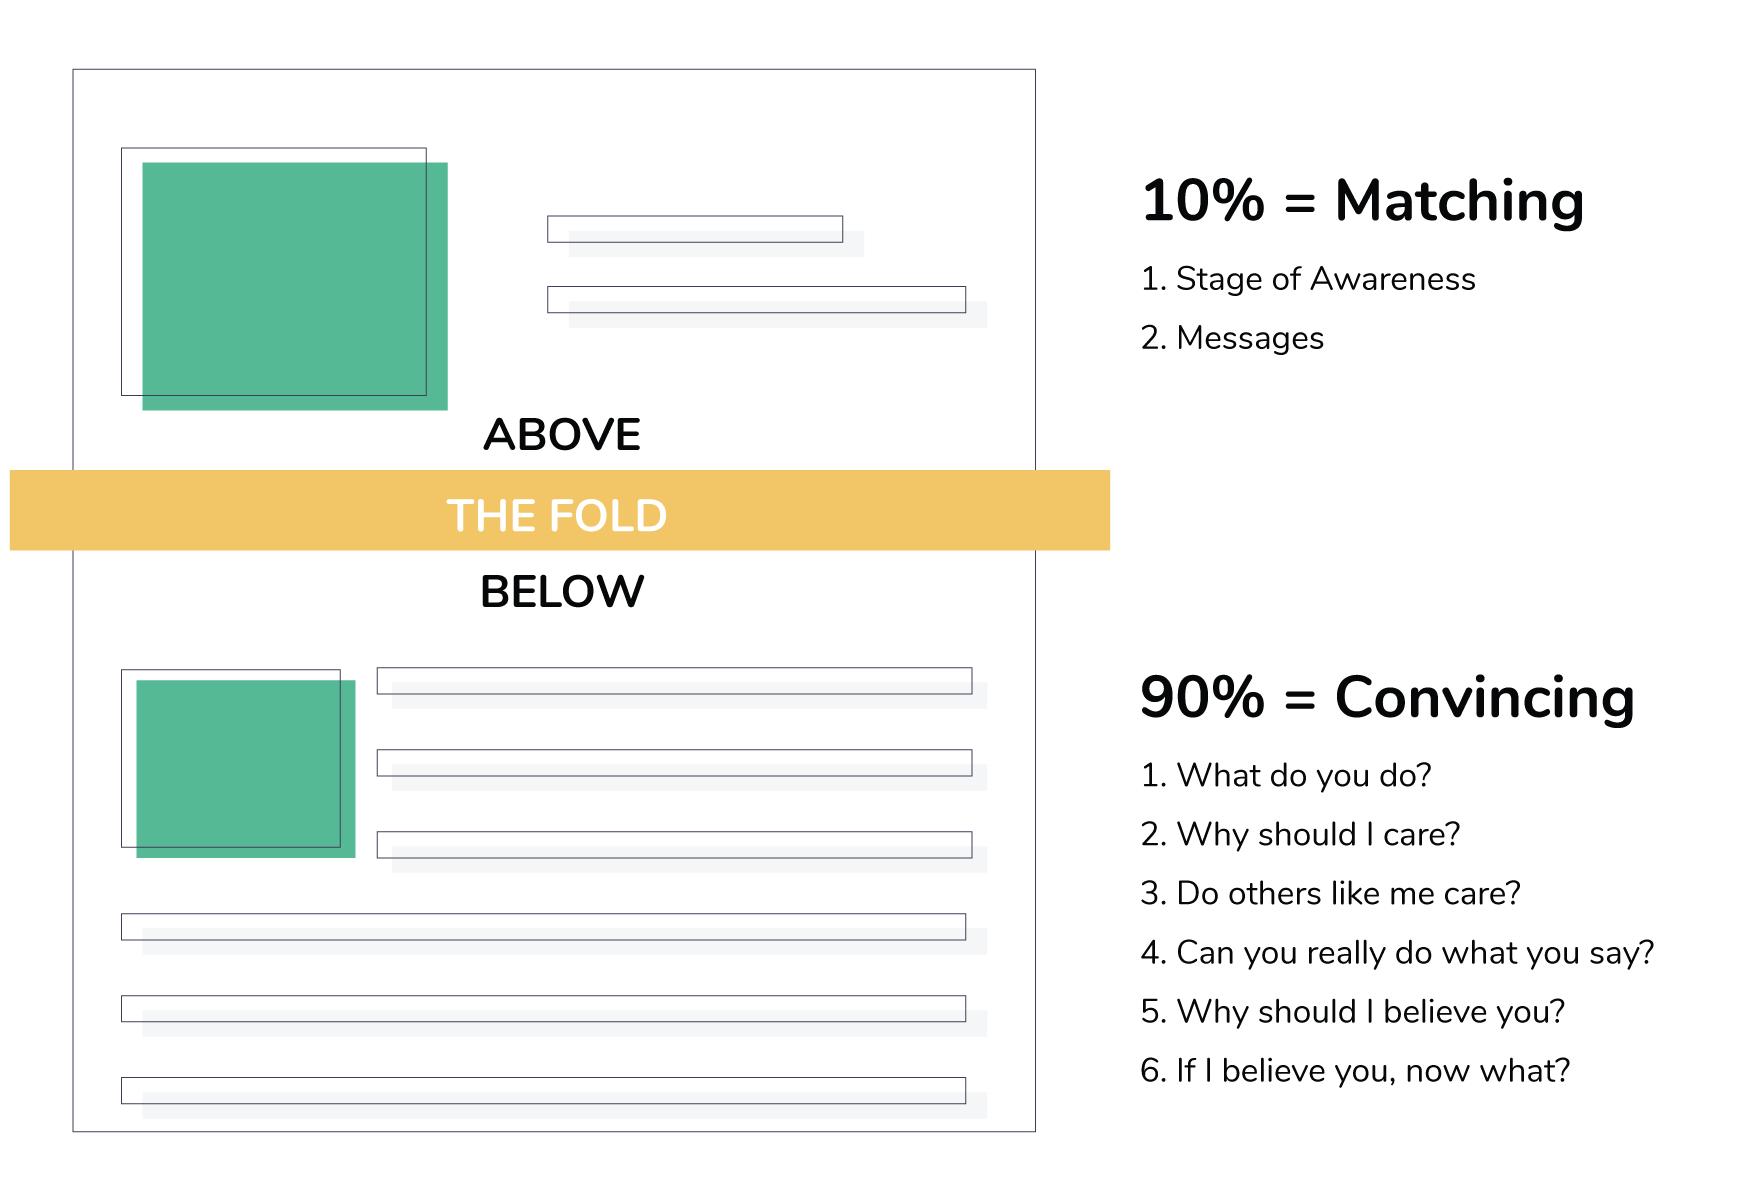 10% = Matching
1. Stage of Awareness
2. Messages
ABOVE
THE FOLD
BELOW
90% = Convincing
1. What do you do?
2. Why should I care?
3. Do others like me care?
4. Can you really do what you say?
5. Why should I believe you?
6. If I believe you, now what?